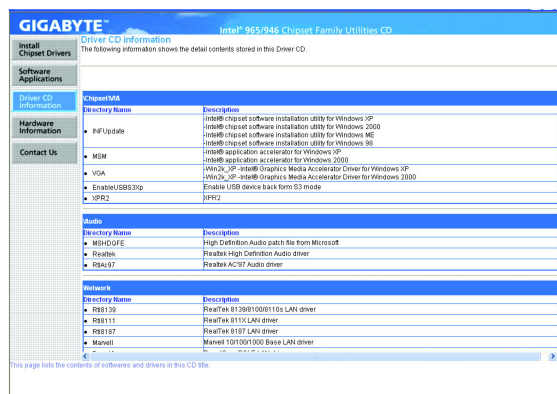 GIGABYTE™
Intel® 965/946 Chipset Family Utilities CD
Install
Chipset Drivers
Software
Applications
Driver CD
Information
Hardware
Information
Contact Us
Driver CD information
The following information shows the detail contents stored in this Driver CD.
\Chipset\VIA
Directory Name Description
INFUpdate
-Intel® chipset software installation utility for Windows XP
-Intel® chipset software installation utility for Windows 2000
-Intel® chipset software installation utility for Windows ME
-Intel® chipset software installation utility for Windows 98
MSM
-Intel® application accelerator for Windows XP
-Intel® application accelerator for Windows 2000
VGA
-Win2k_XP -Intel® Graphics Media Accelerator Driver for Windows XP
-Win2k_XP -Intel® Graphics Media Accelerator Driver for Windows 2000
EnableUSBS3Xp Enable USB device back form S3 mode
XPR2 XPR2
\Audio
Directory Name Description
MSHDQFE High Definition Audio patch file from Microsoft
Realtek Realtek High Definition Audio driver
RtlAc97 Realtek AC'97 Audio driver
\Network
Directory Name Description
Rtl8139 RealTek 8139/8100/8110s LAN driver
Rtl8111 RealTek 811X LAN driver
Rtl8187 RealTek 8187 LAN driver
Marvell Marvell 10/100/1000 Base LAN driver
This page lists the contents of softwares and drivers in this CD title.